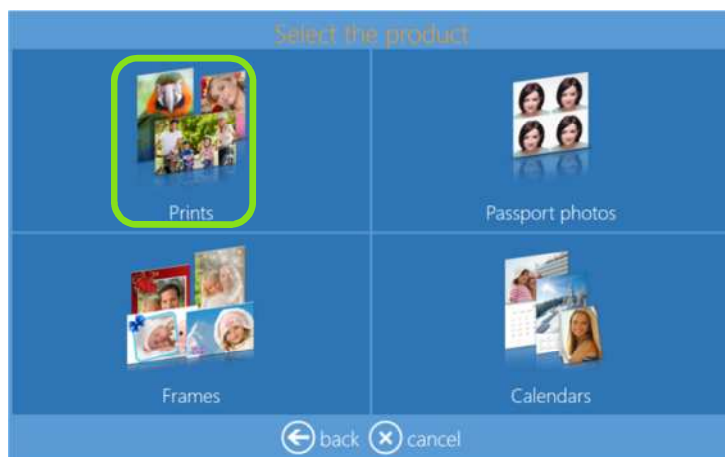 Select the product
Prints
Passport photos
Frames
Calendars
back cancel